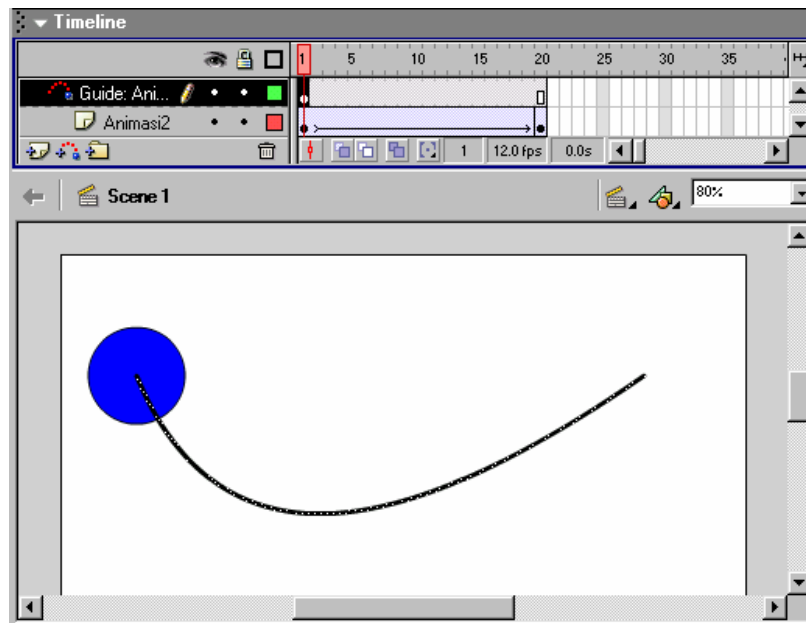 Timeline
1 5 10 15 20 25 30 35
Guide: Ani...
Animasi2
1 12.0 fps 0.0s
Scene 1
80%